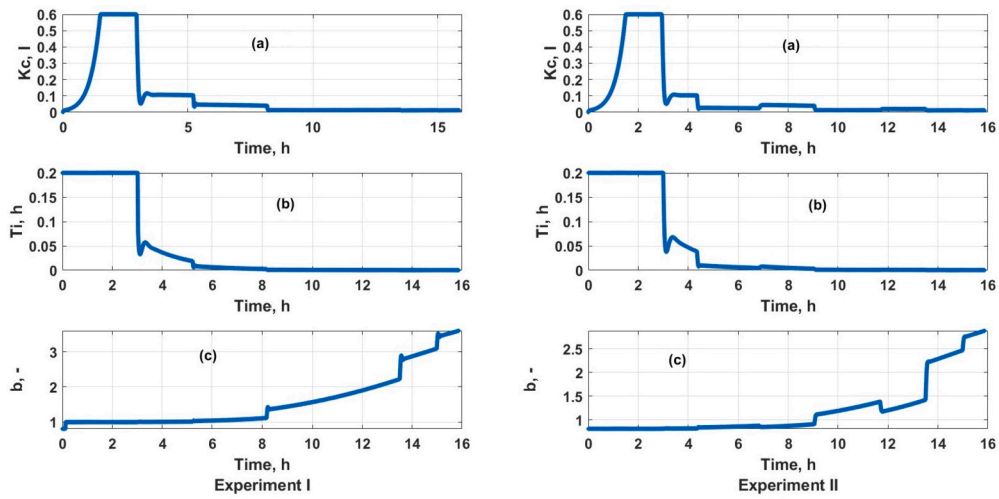 0.6
0.5
0.4
0.3
0.2
0.1
0
Kc, l
(a)
0 5 10 15
Time, h
0.2
0.15
0.1
0.05
0
Ti, h
(b)
0 2 4 6 8 10 12 14 16
Time, h
3
2
1
b, -
(c)
0 2 4 6 8 10 12 14 16
Time, h
Experiment I
0.6
0.5
0.4
0.3
0.2
0.1
0
Kc, l
(a)
0 2 4 6 8 10 12 14 16
Time, h
0.2
0.15
0.1
0.05
0
Ti, h
(b)
0 2 4 6 8 10 12 14 16
Time, h
2.5
2
1.5
1
b, -
(c)
0 2 4 6 8 10 12 14 16
Time, h
Experiment II